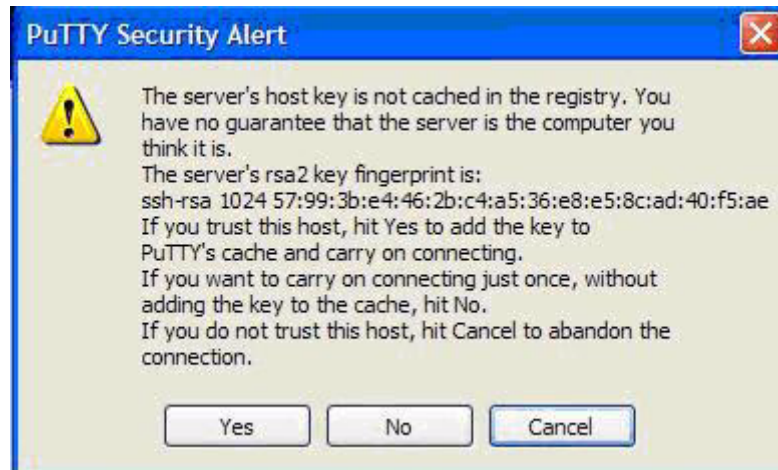 PuTTY Security Alert
The server's host key is not cached in the registry. You
have no guarantee that the server is the computer you
think it is.
The server's rsa2 key fingerprint is:
ssh-rsa 1024 57:99:3b:e4:46:2b:c4:a5:36:e8:e5:8c:ad:40:f5:ae
If you trust this host, hit Yes to add the key to
PuTTY's cache and carry on connecting.
If you want to carry on connecting just once, without
adding the key to the cache, hit No.
If you do not trust this host, hit Cancel to abandon the
connection.
Yes No Cancel